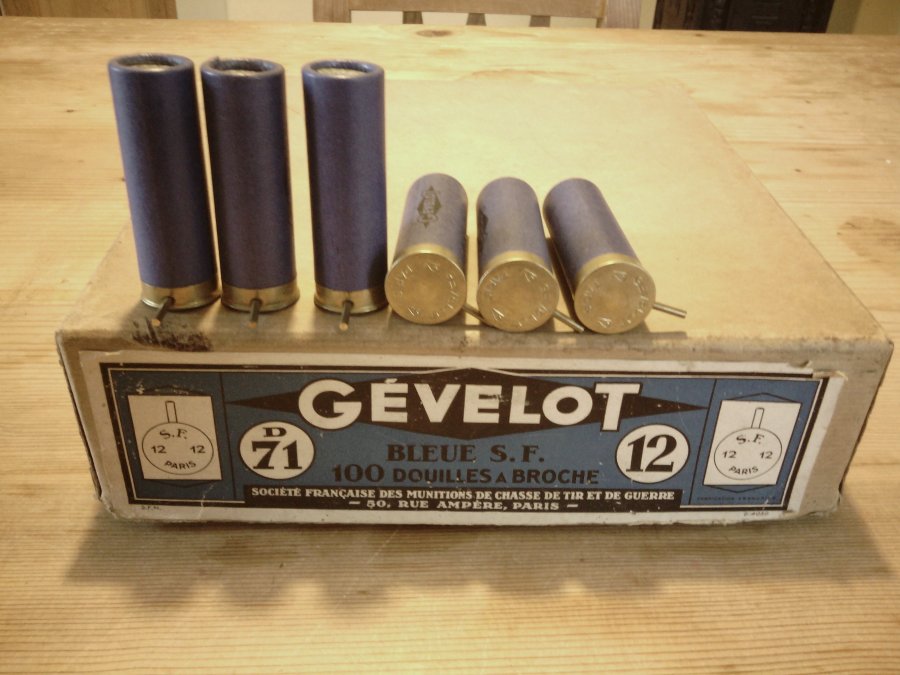 GÉVELOT
D
71
BLEUE S. F.
12
100 DOUILLES A BROCHE
SOCIÉTÉ FRANÇAISE DES MUNITIONS DE CHASSE DE TIR ET DE GUERRE
— 50, RUE AMPÈRE, PARIS —
S.F.
12 12
PARIS
S.F.
12 12
PARIS